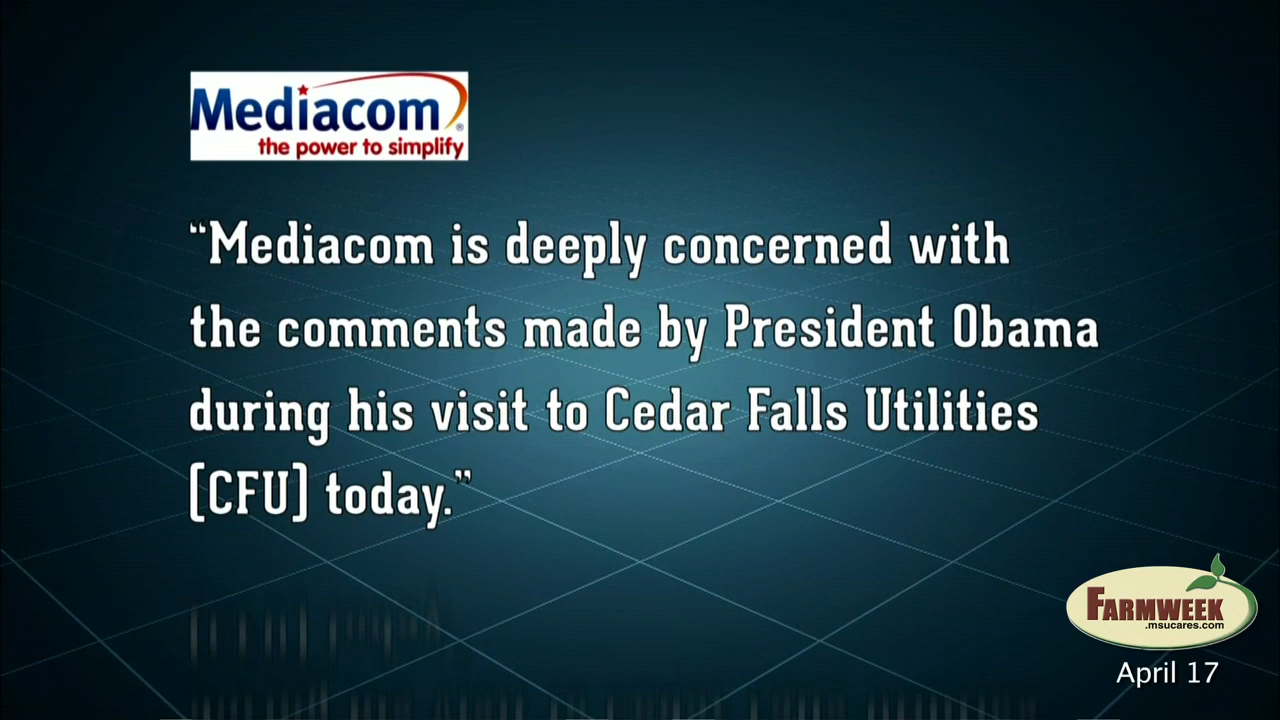 Mediacom®
the power to simplify
“Mediacom is deeply concerned with
the comments made by President Obama
during his visit to Cedar Falls Utilities
[CFU] today.”
FARMWEEK
.msucares.com
April 17